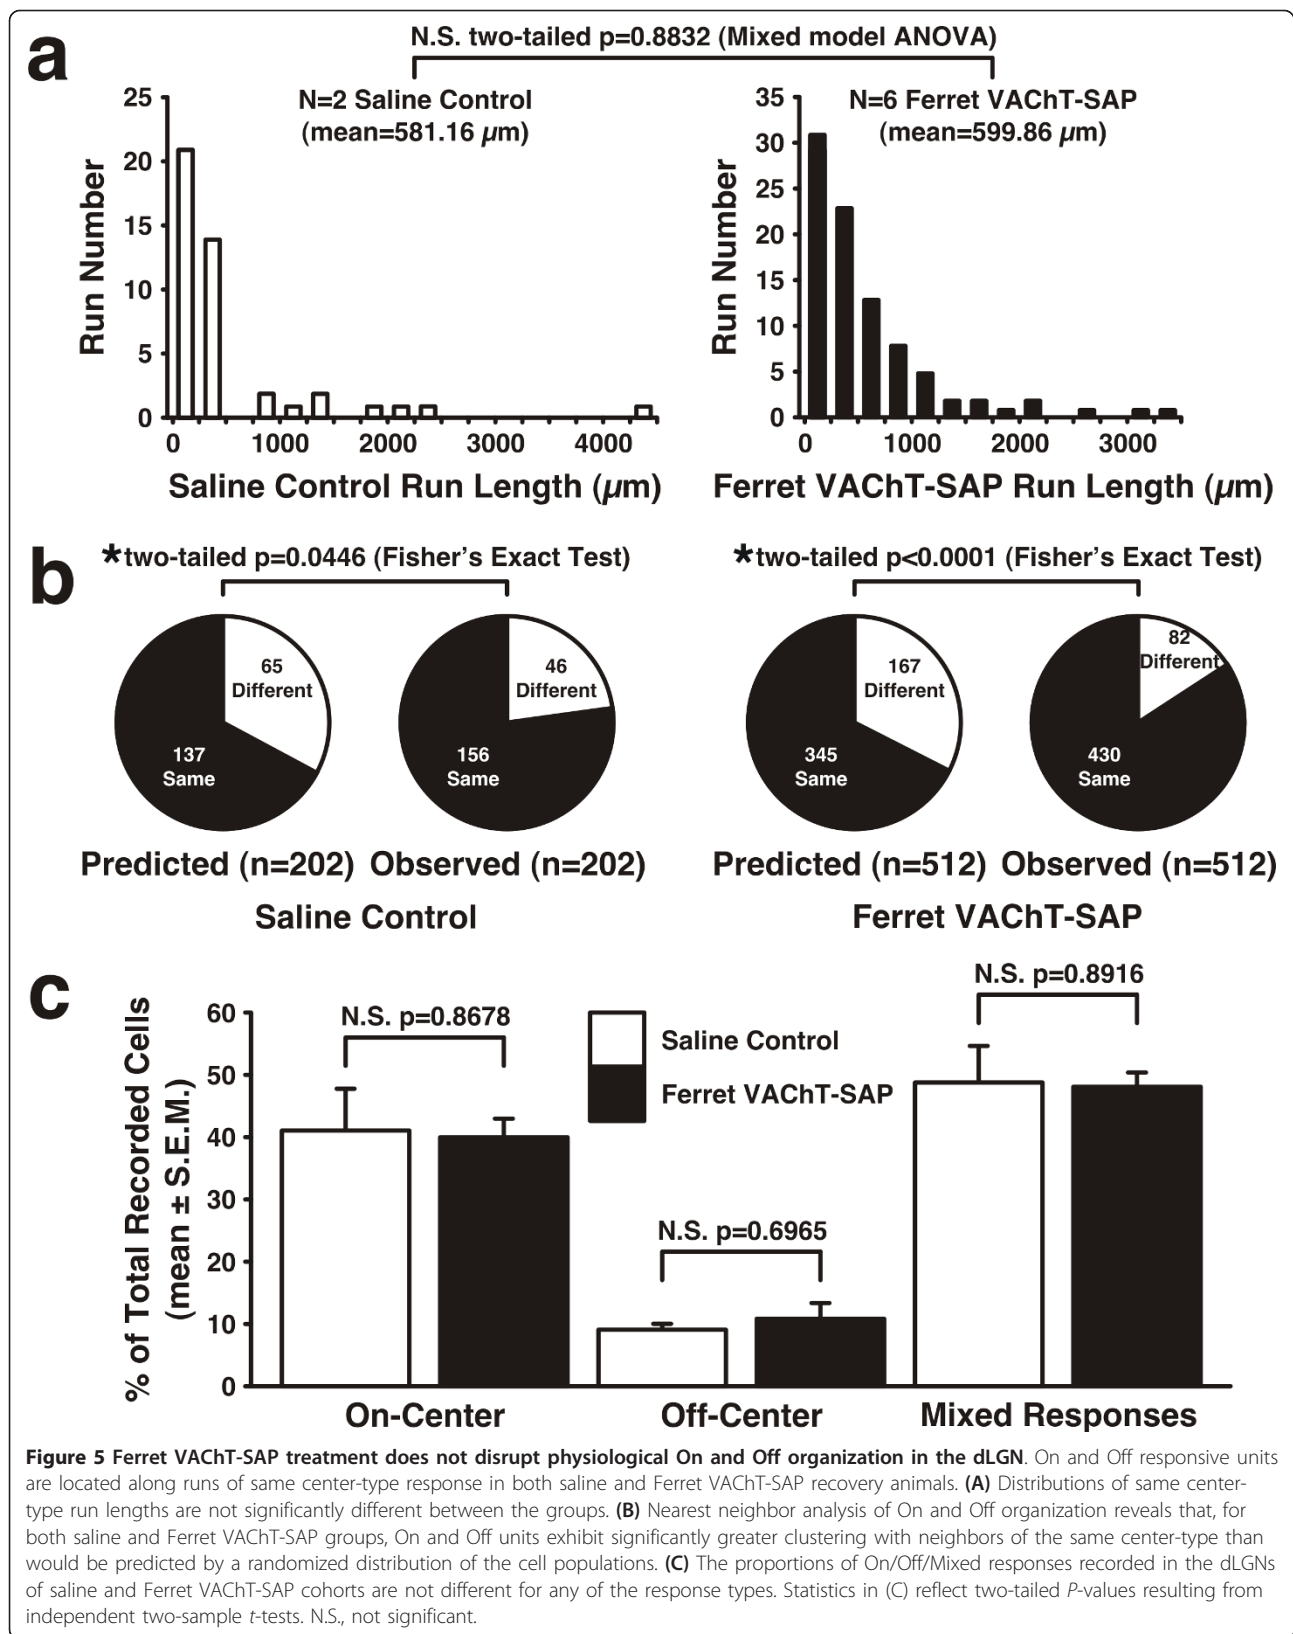 a
N.S. two-tailed p=0.8832 (Mixed model ANOVA)
N=2 Saline Control
(mean=581.16 µm)
25
20
15
10
5
0
Run Number
0 1000 2000 3000 4000
Saline Control Run Length (µm)
N=6 Ferret VAChT-SAP
(mean=599.86 µm)
35
30
25
20
15
10
5
0
Run Number
0 1000 2000 3000
Ferret VAChT-SAP Run Length (µm)
b
*two-tailed p=0.0446 (Fisher's Exact Test)
65
Different
137
Same
46
Different
156
Same
Predicted (n=202) Observed (n=202)
Saline Control
*two-tailed p<0.0001 (Fisher's Exact Test)
167
Different
345
Same
82
Different
430
Same
Predicted (n=512) Observed (n=512)
Ferret VAChT-SAP
c
% of Total Recorded Cells
(mean ± S.E.M.)
60
50
40
30
20
10
0
N.S. p=0.8678
N.S. p=0.6965
N.S. p=0.8916
Saline Control
Ferret VAChT-SAP
On-Center
Off-Center
Mixed Responses
Figure 5 Ferret VAChT-SAP treatment does not disrupt physiological On and Off organization in the dLGN. On and Off responsive units
are located along runs of same center-type response in both saline and Ferret VAChT-SAP recovery animals. (A) Distributions of same center-
type run lengths are not significantly different between the groups. (B) Nearest neighbor analysis of On and Off organization reveals that, for
both saline and Ferret VAChT-SAP groups, On and Off units exhibit significantly greater clustering with neighbors of the same center-type than
would be predicted by a randomized distribution of the cell populations. (C) The proportions of On/Off/Mixed responses recorded in the dLGNs
of saline and Ferret VAChT-SAP cohorts are not different for any of the response types. Statistics in (C) reflect two-tailed P-values resulting from
independent two-sample t-tests. N.S., not significant.